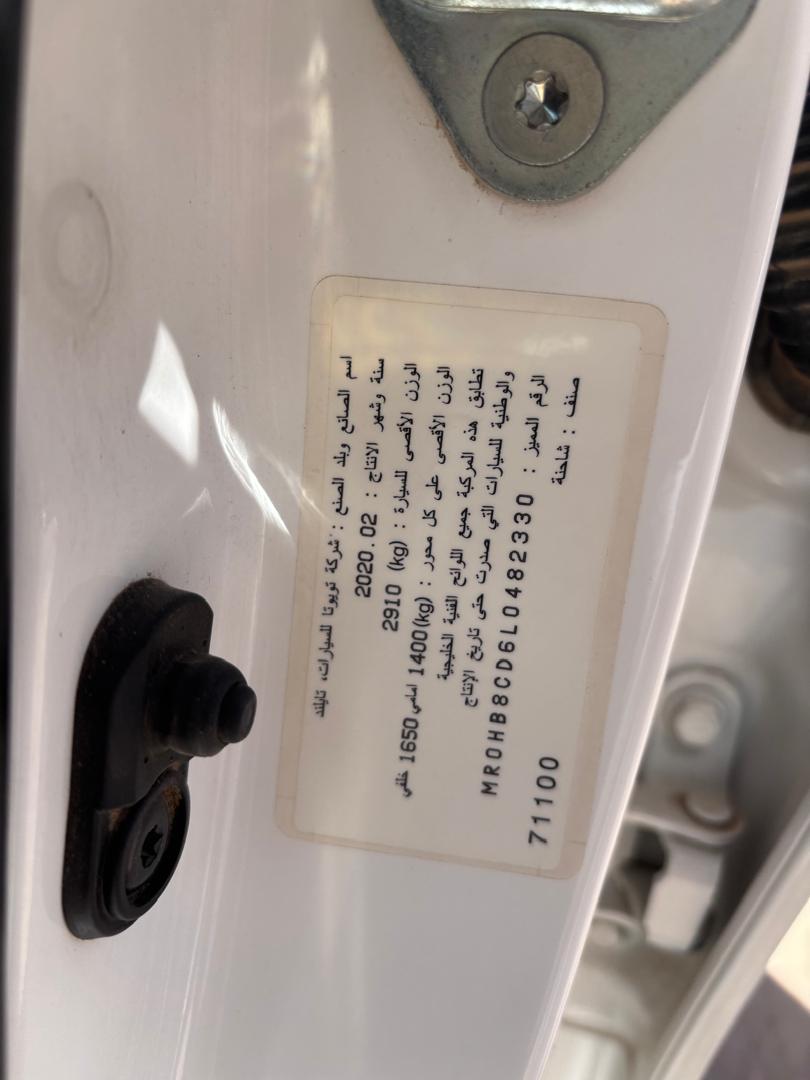 اسم الصانع وبلد الصنع : شركة تويوتا للسيارات، تايلند
سنة وشهر الانتاج : 2020.02
الوزن الأقصى للسيارة : 2910 (kg)
الوزن الأقصى على كل محور : 1400(kg) امامي 1650 خلفي
تطابق هذه المركبة جميع اللوائح الفنية الخليجية
والوطنية للسيارات التي صدرت حتى تاريخ الإنتاج
الرقم المميز : MR0HB8CD6L0482330
صنف : شاحنة
71100